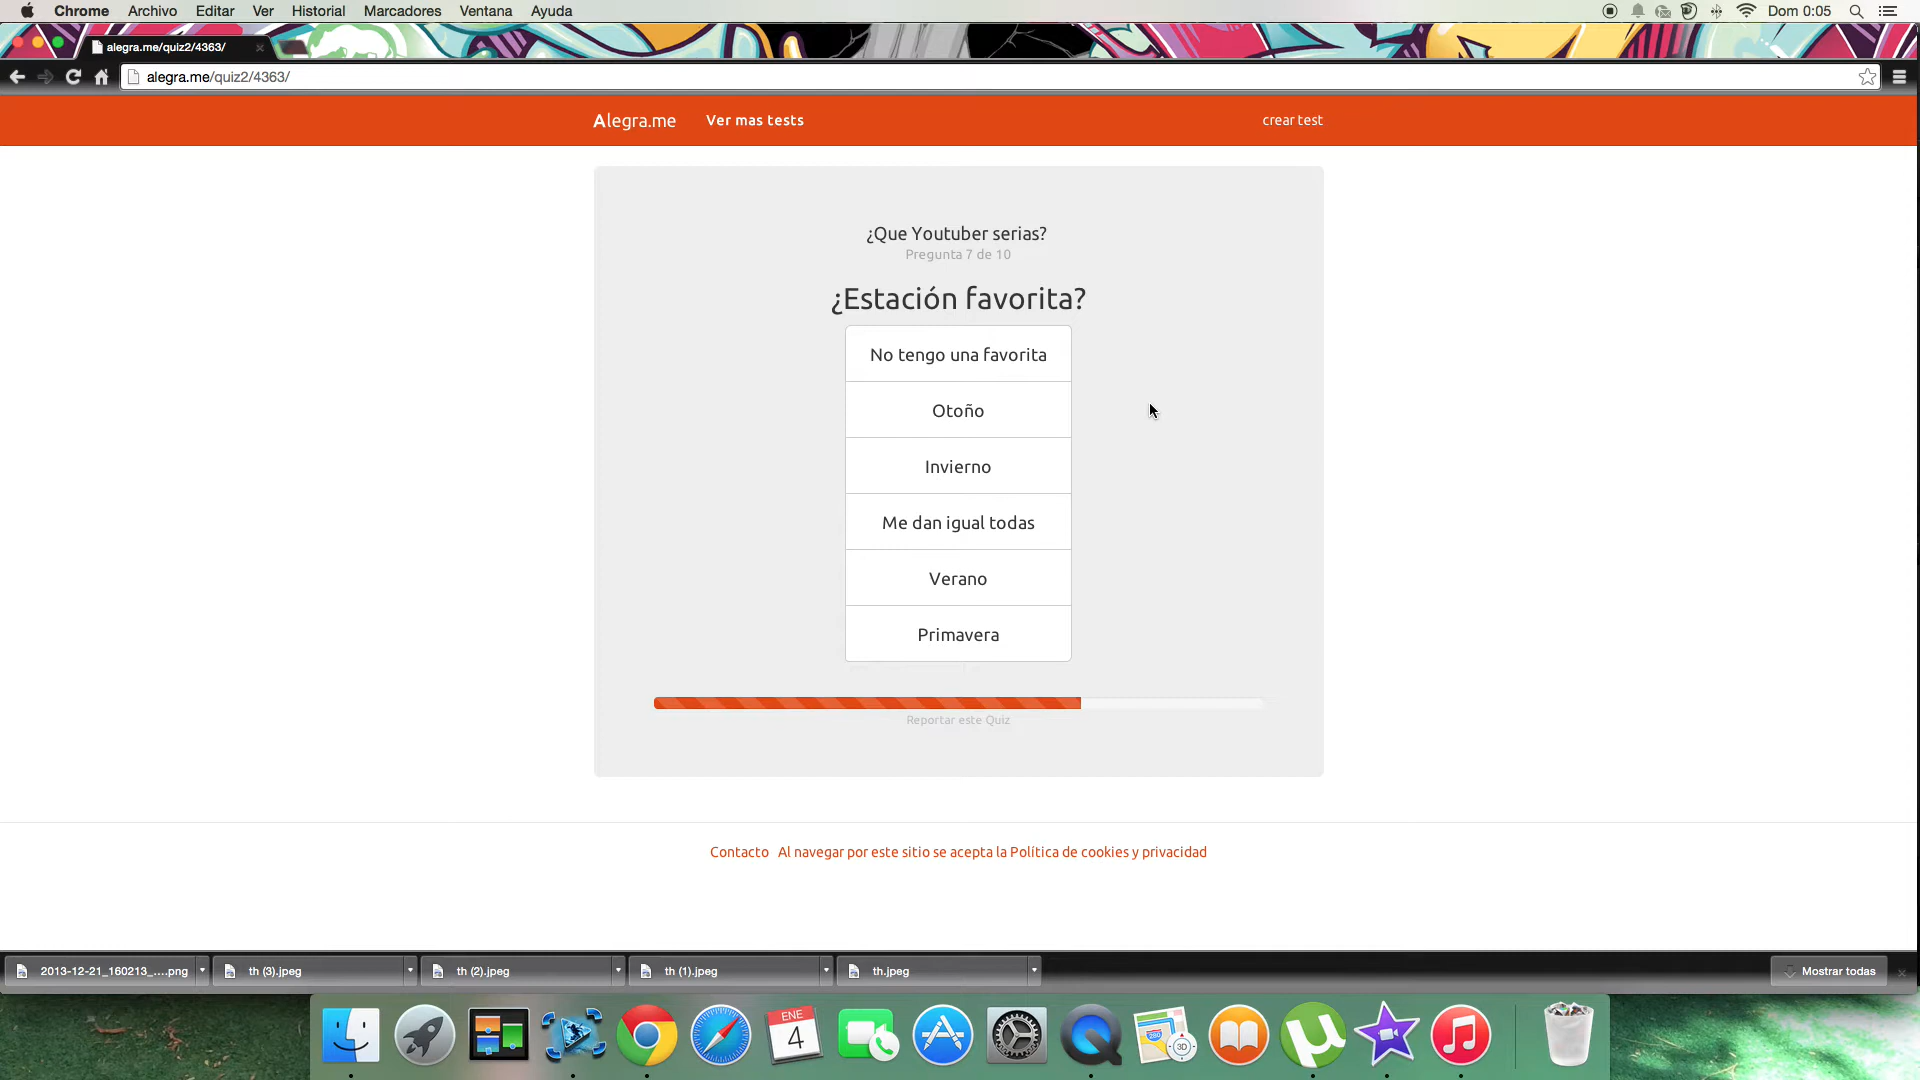 Chrome Archivo Editar Ver Historial Marcadores Ventana Ayuda Dom 0:05
alegra.me/quiz2/4363/
alegra.me/quiz2/4363/
Alegra.me Ver mas tests crear test
¿Que Youtuber serias?
Pregunta 7 de 10
¿Estación favorita?
No tengo una favorita
Otoño
Invierno
Me dan igual todas
Verano
Primavera
Reportar este Quiz
Contacto Al navegar por este sitio se acepta la Política de cookies y privacidad
2013-12-21_160213_....png th (3).jpeg th (2).jpeg th (1).jpeg th.jpeg Mostrar todas
ENE
4
3D